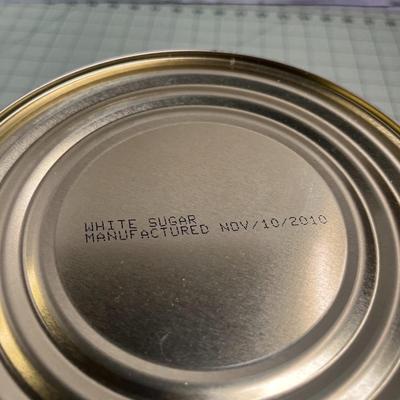 WHITE SUGAR
MANUFACTURED NOV/10/2010